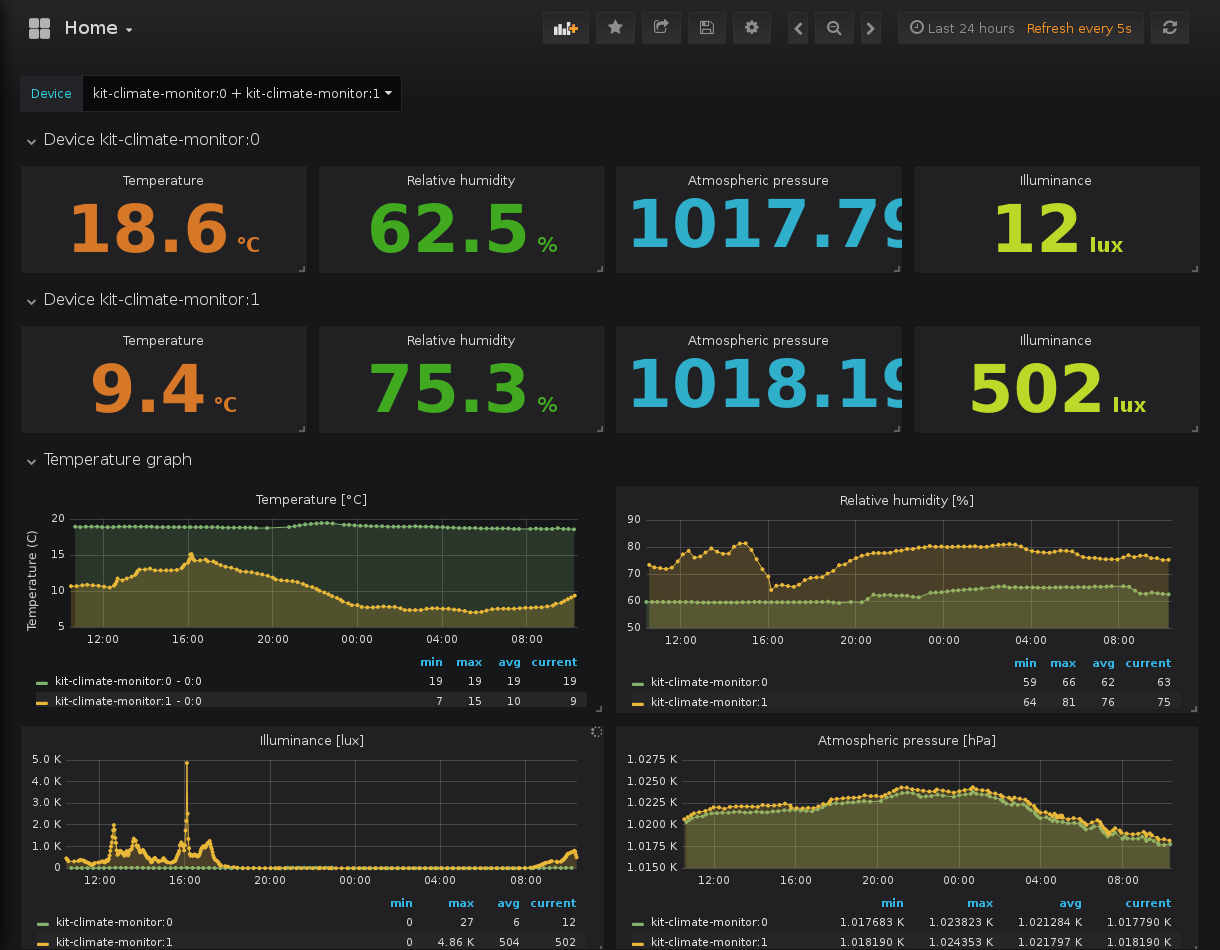 Home
Last 24 hours Refresh every 5s
Device kit-climate-monitor:0 + kit-climate-monitor:1
Device kit-climate-monitor:0
Temperature Relative humidity Atmospheric pressure Illuminance
18.6 °C 62.5 % 1017.79 12 lux
Device kit-climate-monitor:1
Temperature Relative humidity Atmospheric pressure Illuminance
9.4 °C 75.3 % 1018.19 502 lux
Temperature graph
Temperature [°C]
Temperature (C)
20
15
10
5
12:00 16:00 20:00 00:00 04:00 08:00
min max avg current
kit-climate-monitor:0 - 0:0 19 19 19 19
kit-climate-monitor:1 - 0:0 7 15 10 9
Relative humidity [%]
90
80
70
60
50
12:00 16:00 20:00 00:00 04:00 08:00
min max avg current
kit-climate-monitor:0 59 66 62 63
kit-climate-monitor:1 64 81 76 75
Illuminance [lux]
5.0 K
4.0 K
3.0 K
2.0 K
1.0 K
0
12:00 16:00 20:00 00:00 04:00 08:00
min max avg current
kit-climate-monitor:0 0 27 6 12
kit-climate-monitor:1 0 4.86 K 504 502
Atmospheric pressure [hPa]
1.0275 K
1.0250 K
1.0225 K
1.0200 K
1.0175 K
1.0150 K
12:00 16:00 20:00 00:00 04:00 08:00
min max avg current
kit-climate-monitor:0 1.017683 K 1.023823 K 1.021284 K 1.017790 K
kit-climate-monitor:1 1.018190 K 1.024353 K 1.021797 K 1.018190 K